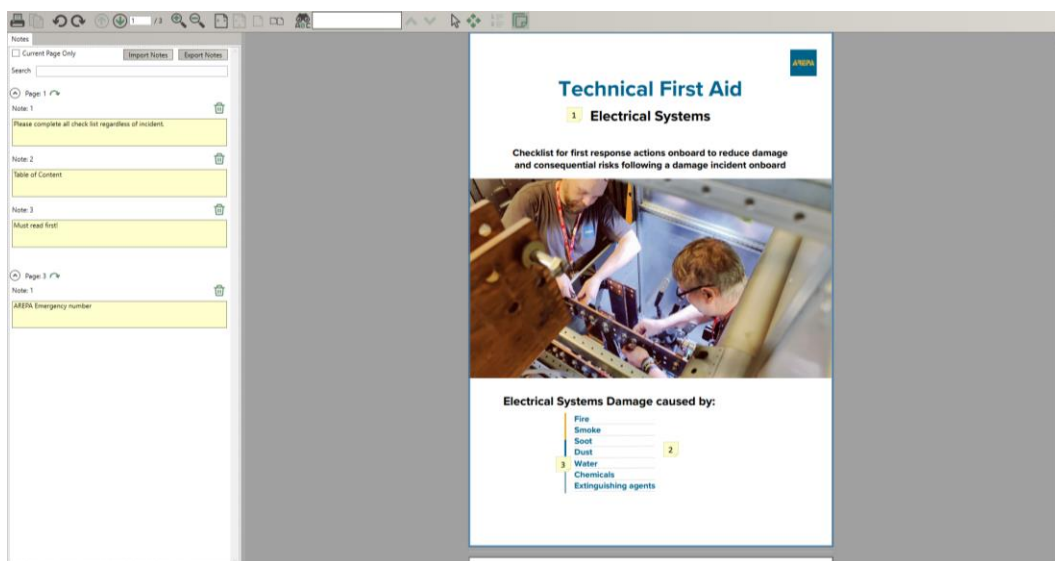 1 / 3
Notes
Current Page Only
Import Notes
Export Notes
Search
Page: 1
Note: 1
Please complete all check list regardless of incident.
Note: 2
Table of Content
Note: 3
Must read first!
Page: 3
Note: 1
AREPA Emergency number
AREPA
Technical First Aid
1 Electrical Systems
Checklist for first response actions onboard to reduce damage
and consequential risks following a damage incident onboard
Electrical Systems Damage caused by:
Fire
Smoke
Soot
Dust
2
3 Water
Chemicals
Extinguishing agents